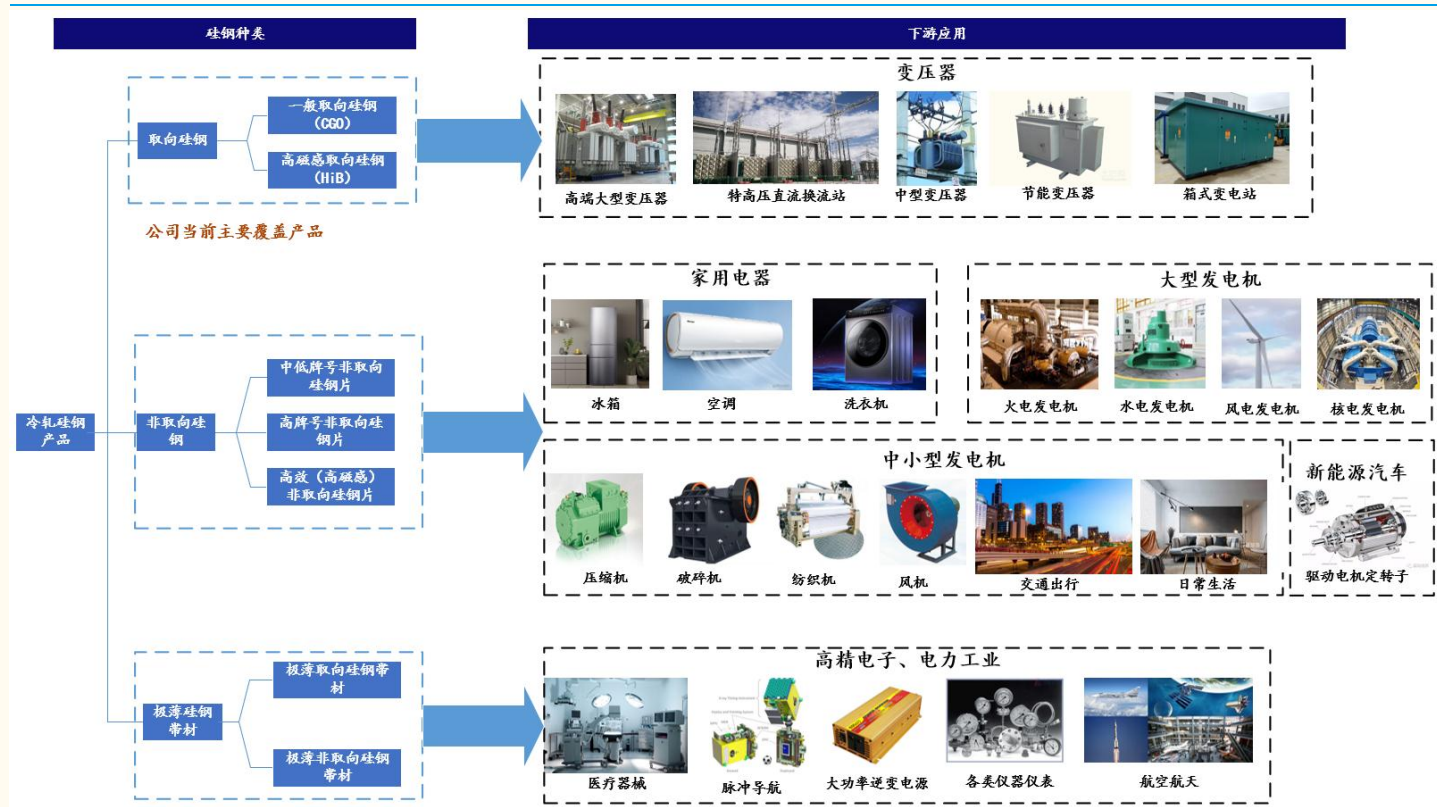 硅钢种类
下游应用
冷轧硅钢
产品
取向硅钢
一般取向硅钢
（CGO）
高磁感取向硅钢
（HiB）
公司当前主要覆盖产品
变压器
高端大型变压器
特高压直流换流站
中型变压器
节能变压器
箱式变电站
非取向硅
钢
中低牌号非取向
硅钢片
高牌号非取向硅
钢片
高效（高磁感）
非取向硅钢片
家用电器
冰箱
空调
洗衣机
大型发电机
火电发电机
水电发电机
风电发电机
核电发电机
中小型发电机
压缩机
破碎机
纺织机
风机
交通出行
日常生活
新能源汽车
驱动电机定转子
极薄硅钢
带材
极薄取向硅钢带
材
极薄非取向硅钢
带材
高精电子、电力工业
医疗器械
脉冲导航
大功率逆变电源
各类仪器仪表
航空航天